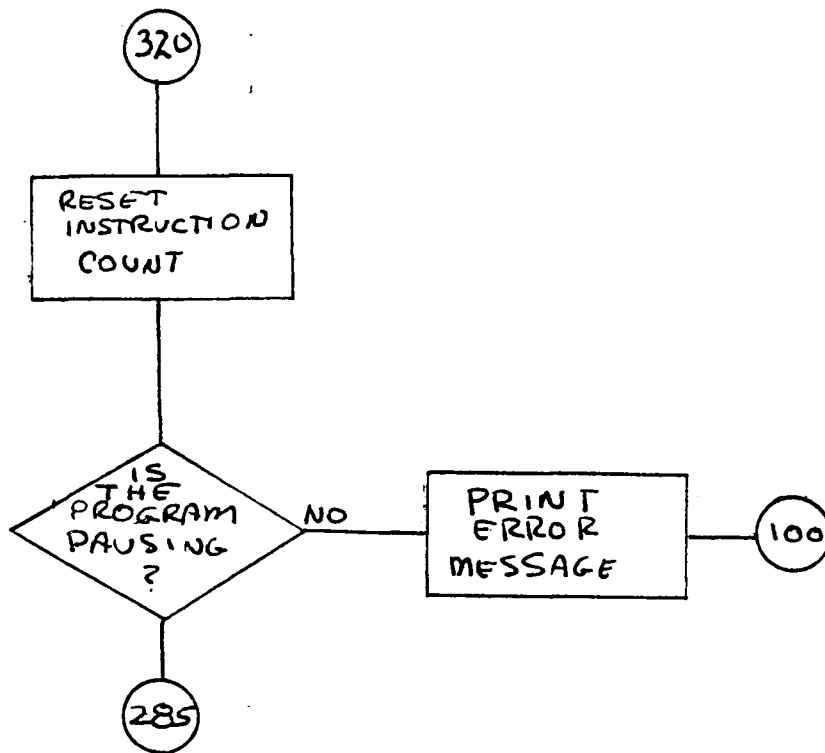 320
RESET
INSTRUCTION
COUNT
IS
THE
PROGRAM
PAUSING
?
NO
PRINT
ERROR
MESSAGE
100
285